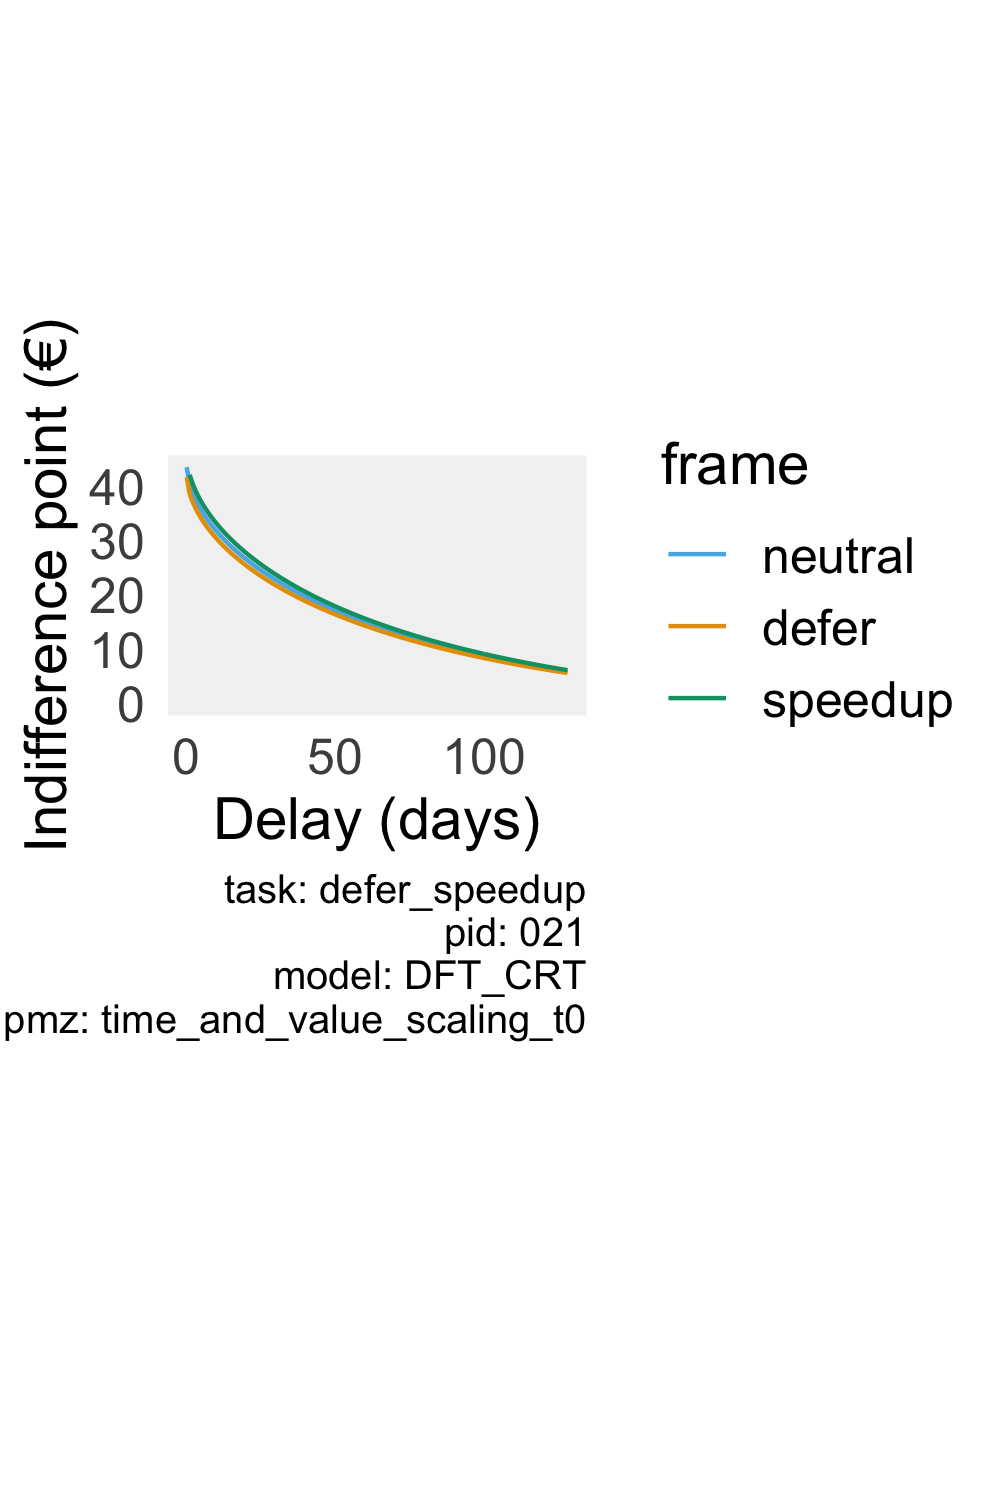 Indifference point (€)
40
30
20
10
0
0 50 100
Delay (days)
frame
neutral
defer
speedup
task: defer_speedup
pid: 021
model: DFT_CRT
pmz: time_and_value_scaling_t0